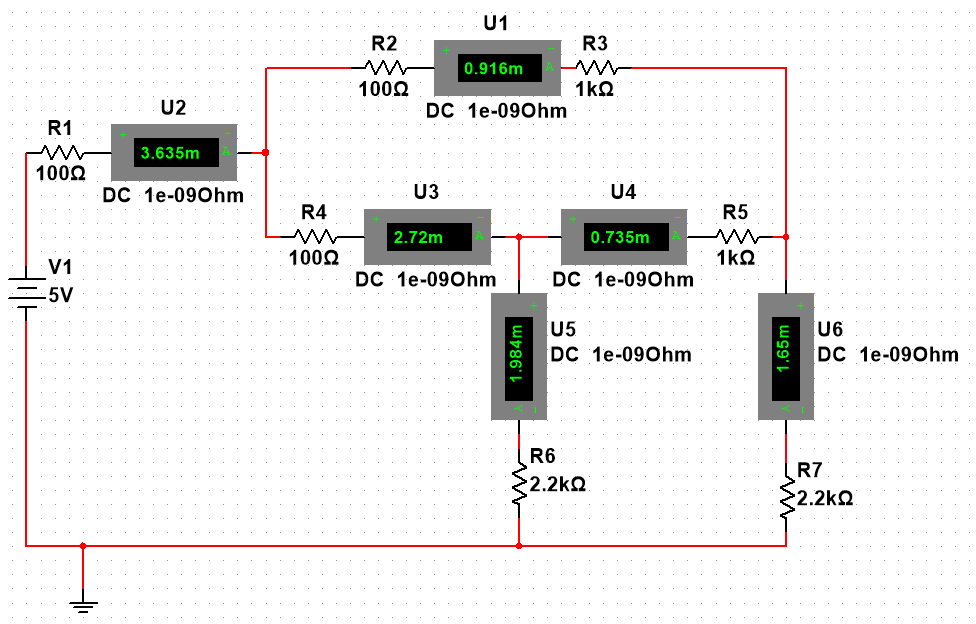 U1
R2
R3
0.916m
100Ω
DC 1e-09Ohm
1kΩ
U2
R1
3.635m
100Ω
DC 1e-09Ohm
U3
U4
R4
R5
2.72m
0.735m
100Ω
DC 1e-09Ohm
DC 1e-09Ohm
1kΩ
V1
5V
1.984m
U5
DC 1e-09Ohm
1.65m
U6
DC 1e-09Ohm
R6
2.2kΩ
R7
2.2kΩ